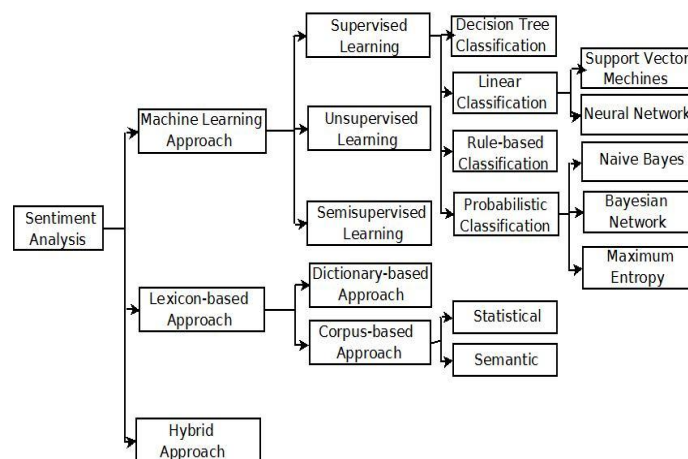 Supervised
Learning
Decision Tree
Classification
Support Vector
Mechines
Linear
Classification
Neural Network
Machine Learning
Approach
Unsupervised
Learning
Rule-based
Classification
Naive Bayes
Probabilistic
Classification
Bayesian
Network
Semisupervised
Learning
Sentiment
Analysis
Maximum
Entropy
Dictionary-based
Approach
Lexicon-based
Approach
Statistical
Corpus-based
Approach
Semantic
Hybrid
Approach